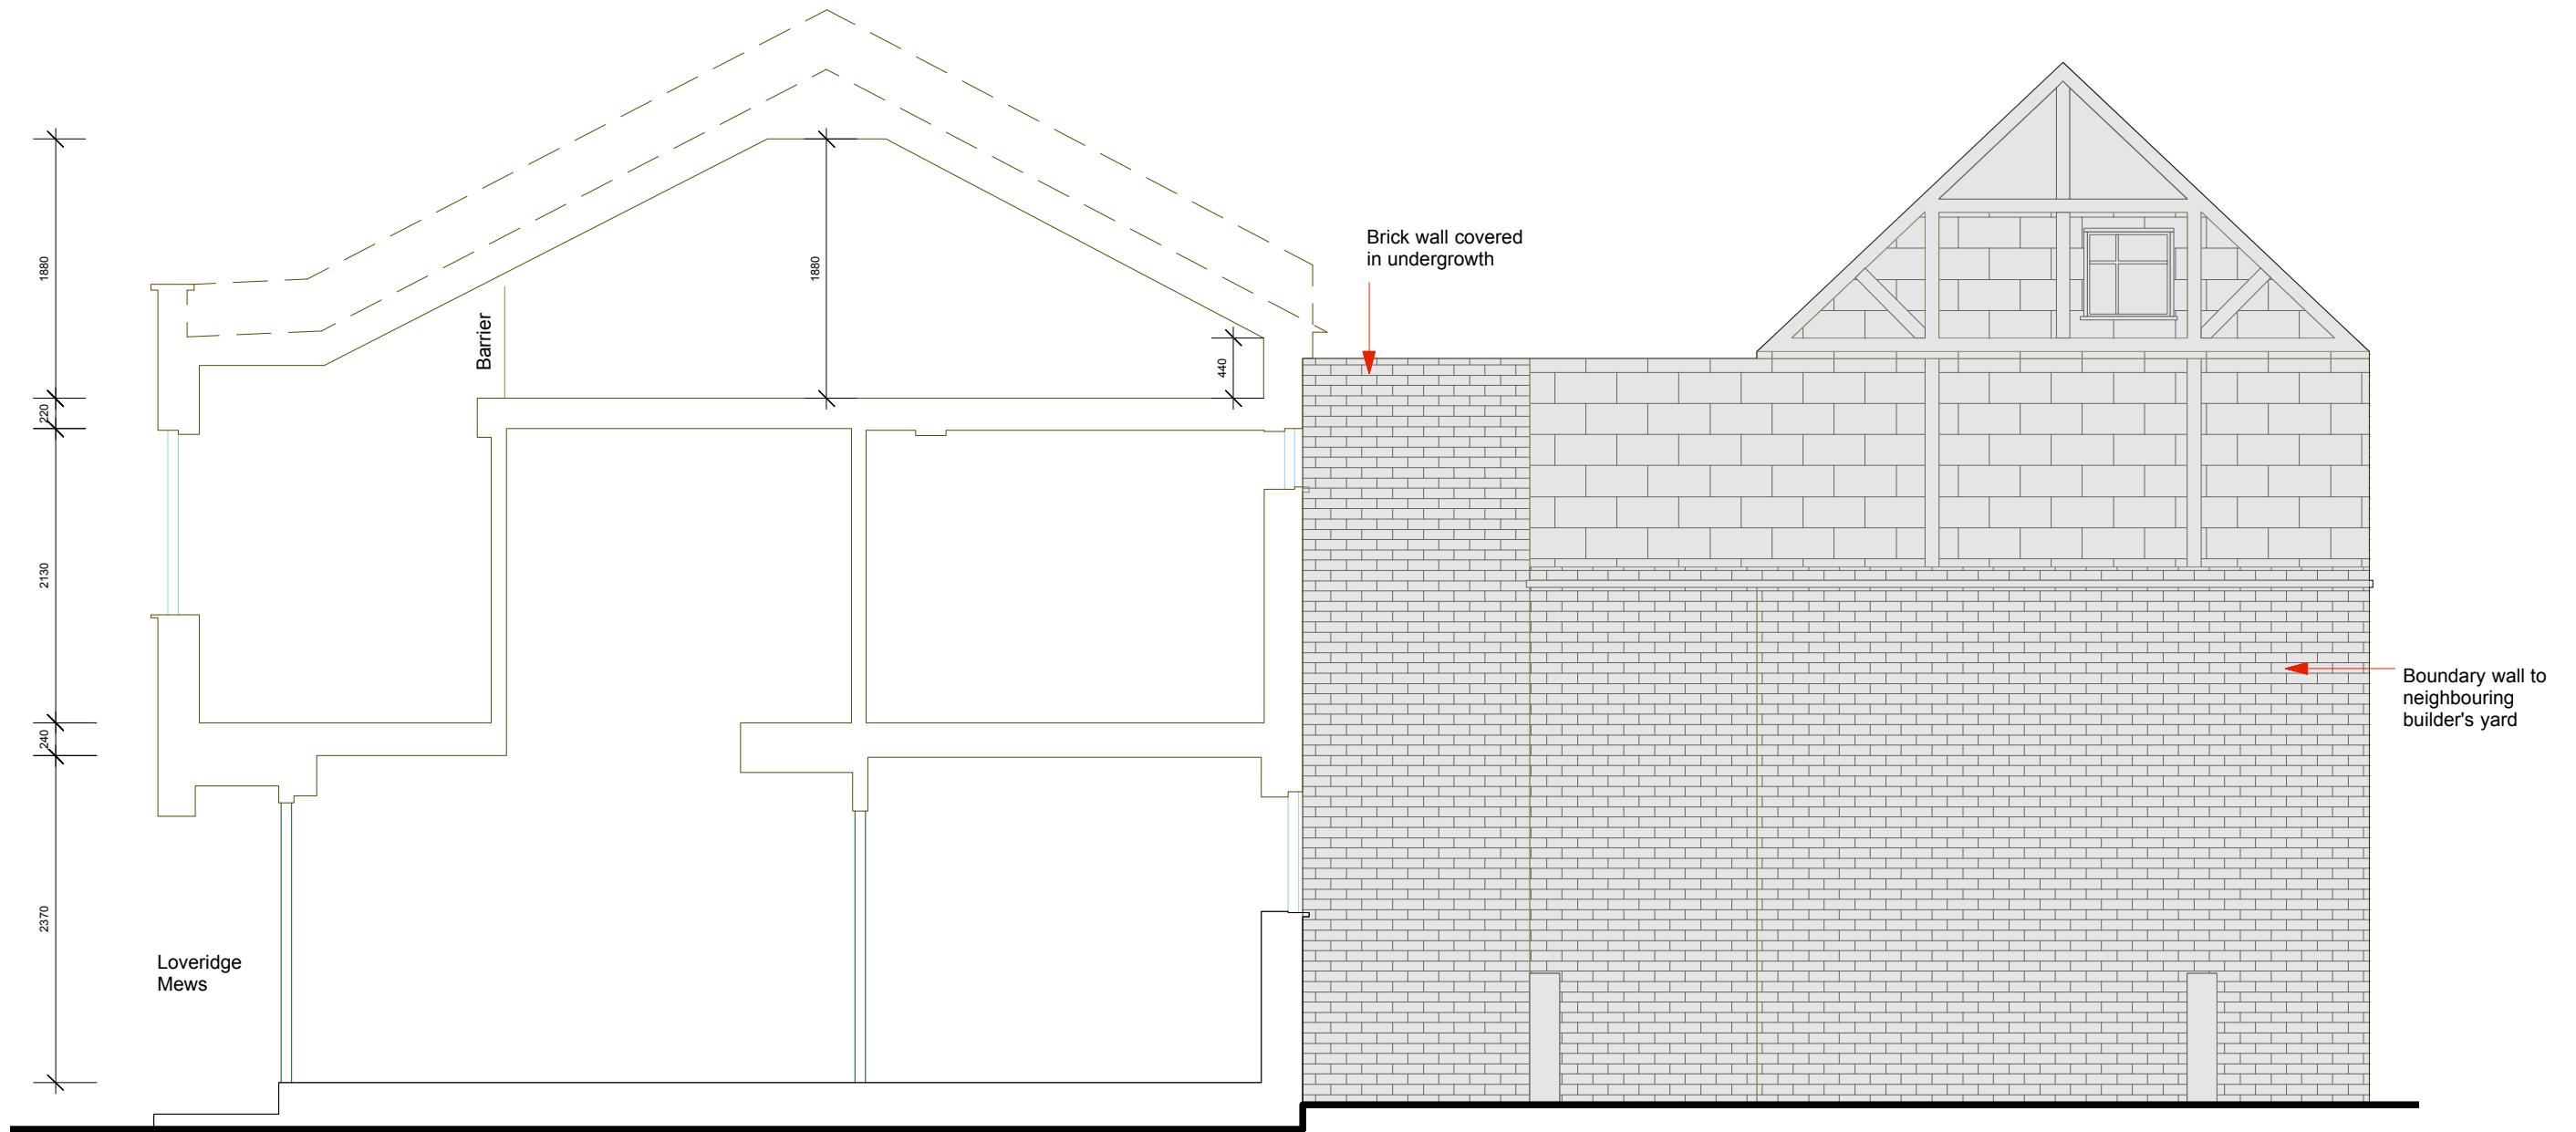 1880
220
2130
240
2370
1880
440
Barrier
Brick wall covered
in undergrowth
Boundary wall to
neighbouring
builder's yard
Loveridge
Mews